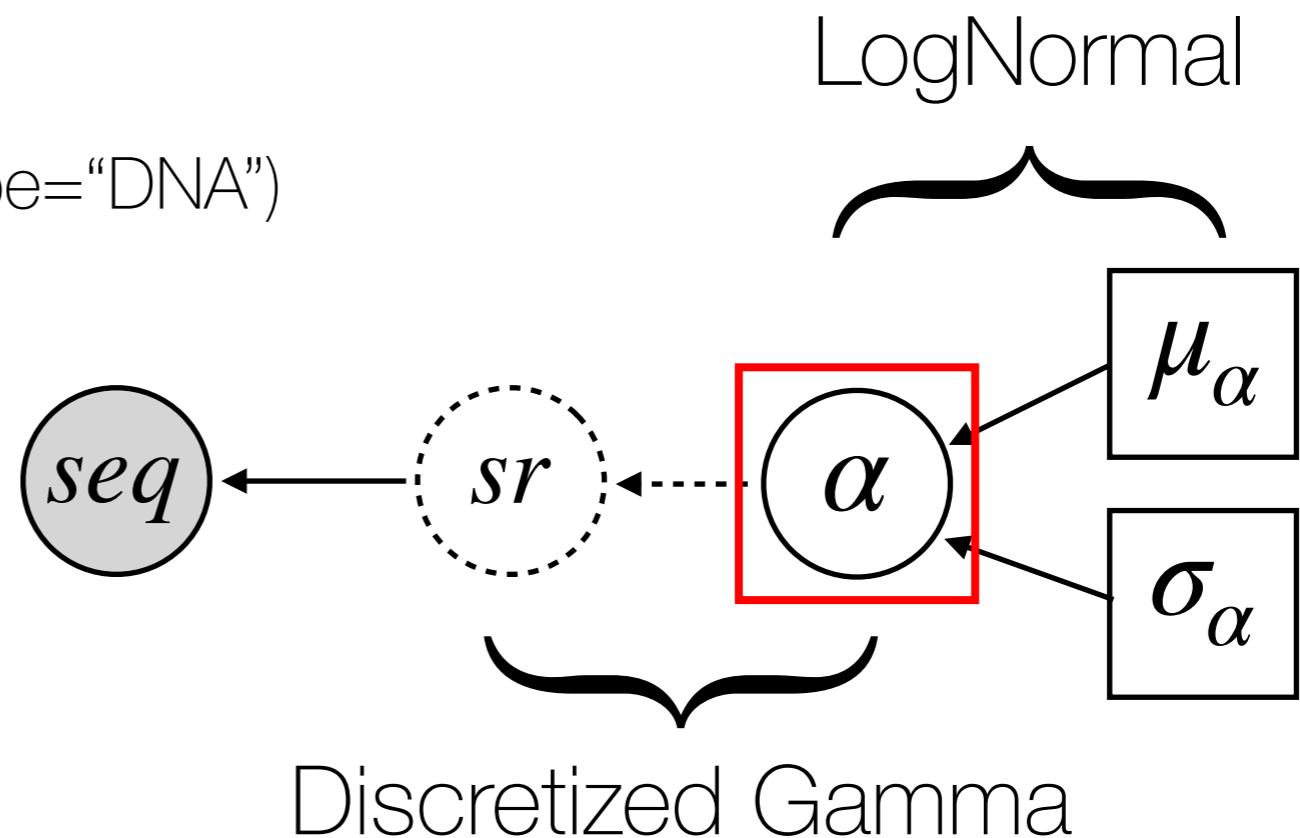 LogNormal
pe="DNA")
μα
seq
sr
α
σα
Discretized Gamma